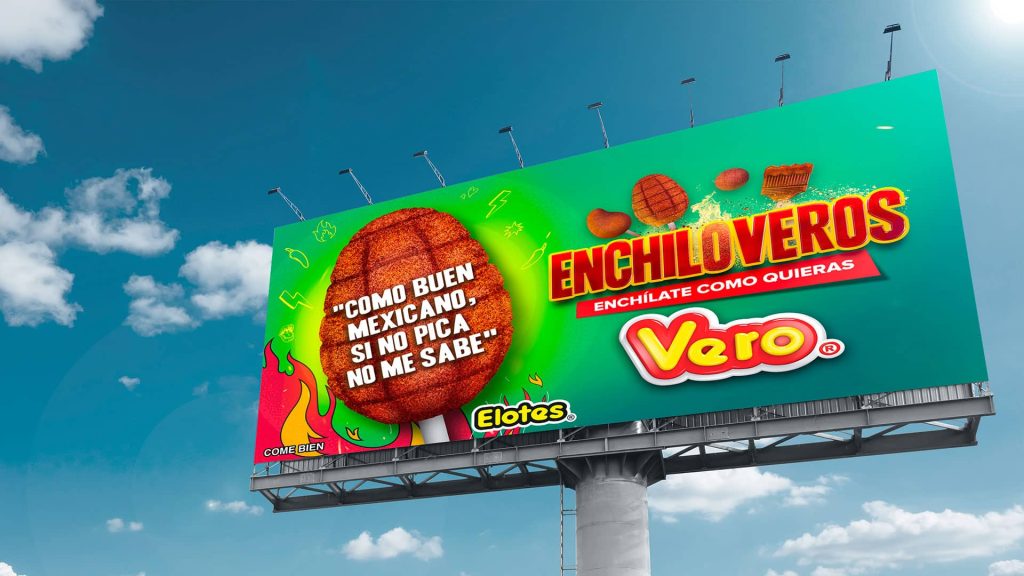 "COMO BUEN
MEXICANO,
SI NO PICA
NO ME SABE"
Elotes®
COME BIEN
ENCHILOVEROS
ENCHÍLATE COMO QUIERAS
Vero®